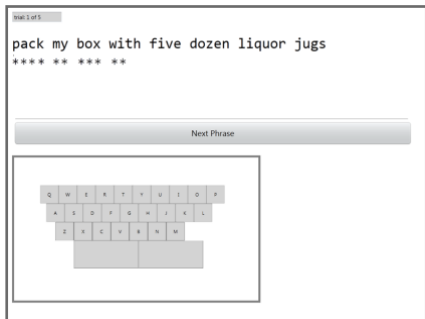 trial: 1 of 5
pack my box with five dozen liquor jugs
**** ** *** **
Next Phrase
Q W E R T Y U I O P
A S D F G H J K L
Z X C V B N M